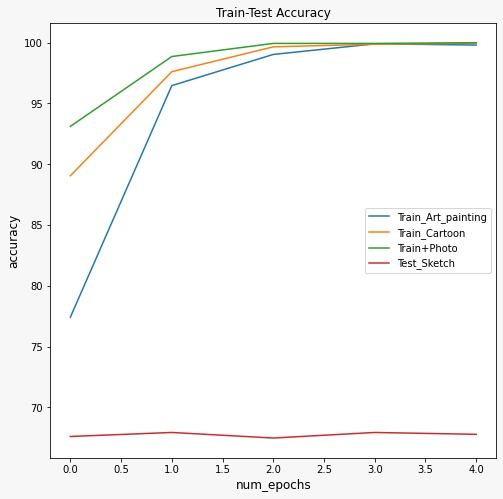 Train-Test Accuracy
accuracy
100
95
90
85
80
75
70
Train_Art_painting
Train_Cartoon
Train+Photo
Test_Sketch
0.0 0.5 1.0 1.5 2.0 2.5 3.0 3.5 4.0
num_epochs